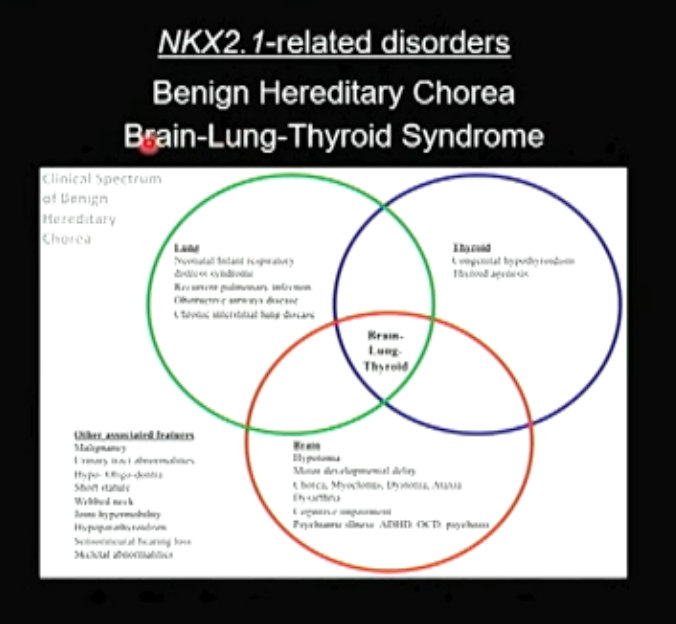 NKX2.1-related disorders
Benign Hereditary Chorea
Brain-Lung-Thyroid Syndrome
Clinical Spectrum
of Benign
Hereditary
Chorea
Lung
Neonatal Infant respiratory
distress syndrome
Recurrent pulmonary infection
Obstructive airways disease
Chronic interstitial lung disease
Thyroid
Congenital hypothyroidism
Thyroid agenesis
Brain-
Lung-
Thyroid
Other associated features
Malignancy
Urinary tract abnormalities
Hypo- Oligo-dontia
Short stature
Webbed neck
Joint hypermobility
Hypoparathyroidism
Sensorineural hearing loss
Skeletal abnormalities
Brain
Hypotonia
Motor developmental delay
Chorea, Myoclonus, Dystonia, Ataxia
Dysarthria
Cognitive impairment
Psychiatric illness: ADHD, OCD, psychosis